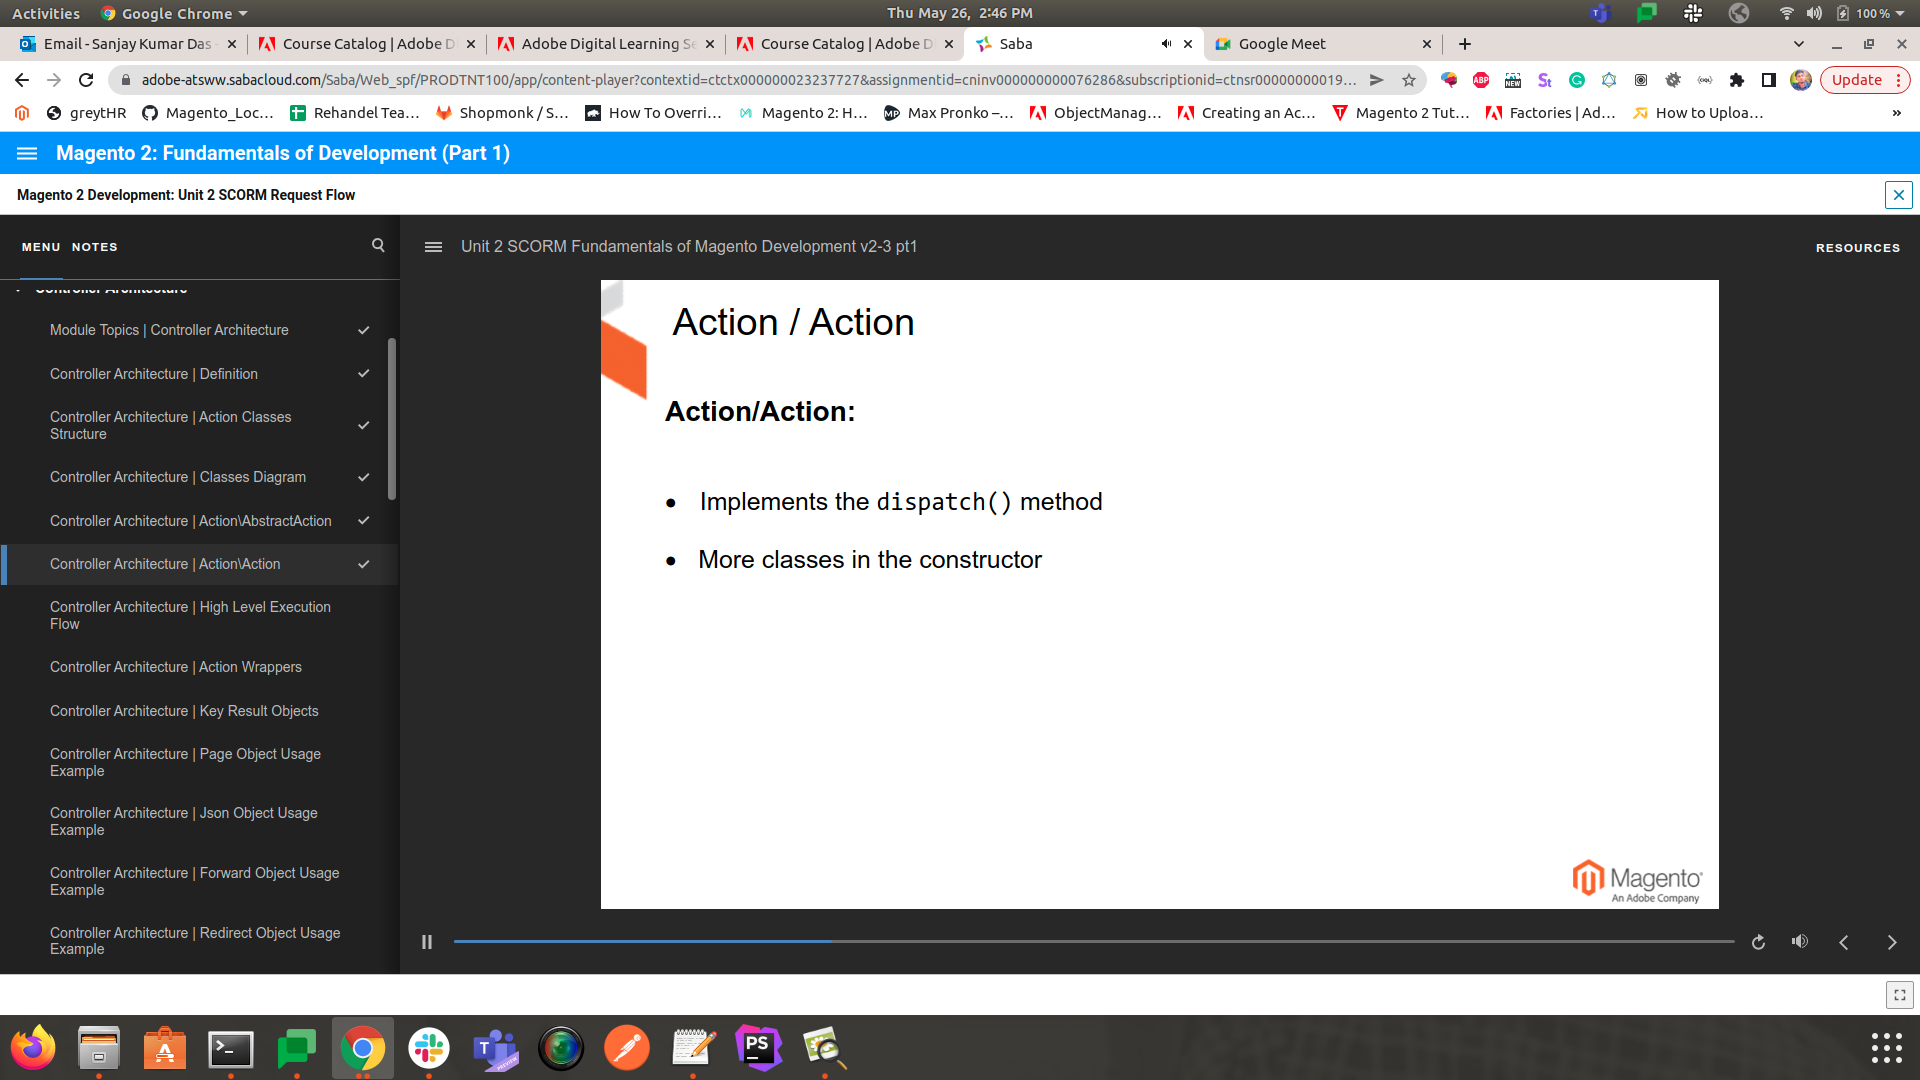 Activities Google Chrome Thu May 26, 2:46 PM 100 %
Email - Sanjay Kumar Das - Course Catalog | Adobe D Adobe Digital Learning Se Course Catalog | Adobe D Saba Google Meet
adobe-atsww.sabacloud.com/Saba/Web_spf/PRODTNT100/app/content-player?contextid=ctctx000000023237727&assignmentid=cninv000000000076286&subscriptionid=ctnsr00000000019... Update
greytHR Magento_Loc... Rehandel Tea... Shopmonk / S... How To Overri... Magento 2: H... Max Pronko –... ObjectManag... Creating an Ac... Magento 2 Tut... Factories | Ad... How to Uploa... »
Magento 2: Fundamentals of Development (Part 1)
Magento 2 Development: Unit 2 SCORM Request Flow
MENU NOTES
Unit 2 SCORM Fundamentals of Magento Development v2-3 pt1
RESOURCES
Controller Architecture
Module Topics | Controller Architecture
Controller Architecture | Definition
Controller Architecture | Action Classes
Structure
Controller Architecture | Classes Diagram
Controller Architecture | Action\AbstractAction
Controller Architecture | Action\Action
Controller Architecture | High Level Execution
Flow
Controller Architecture | Action Wrappers
Controller Architecture | Key Result Objects
Controller Architecture | Page Object Usage
Example
Controller Architecture | Json Object Usage
Example
Controller Architecture | Forward Object Usage
Example
Controller Architecture | Redirect Object Usage
Example
Action / Action
Action/Action:
• Implements the dispatch() method
• More classes in the constructor
Magento
An Adobe Company